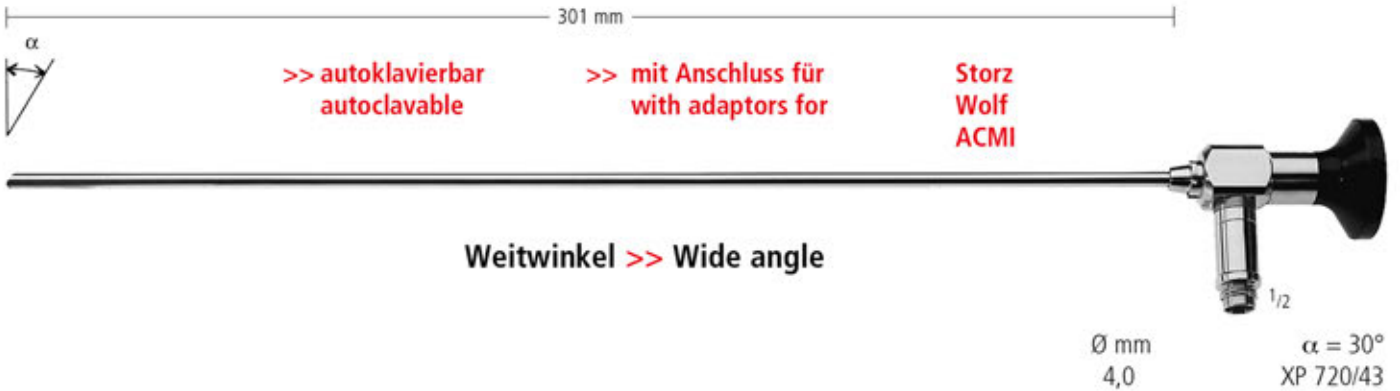 301 mm
α
>> autoklavierbar >> mit Anschluss für Storz
autoclavable with adaptors for Wolf
ACMI
Weitwinkel >> Wide angle
1/2
Ø mm α = 30°
4,0 XP 720/43